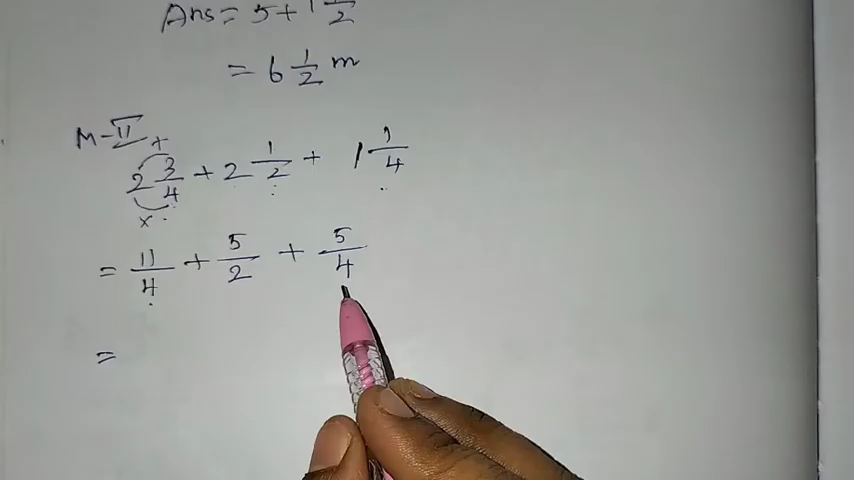 Ans = 5 + 1 1/2
= 6 1/2 m
M - II
2 3/4 + 2 1/2 + 1 1/4
+
x
= 11/4 + 5/2 + 5/4
=